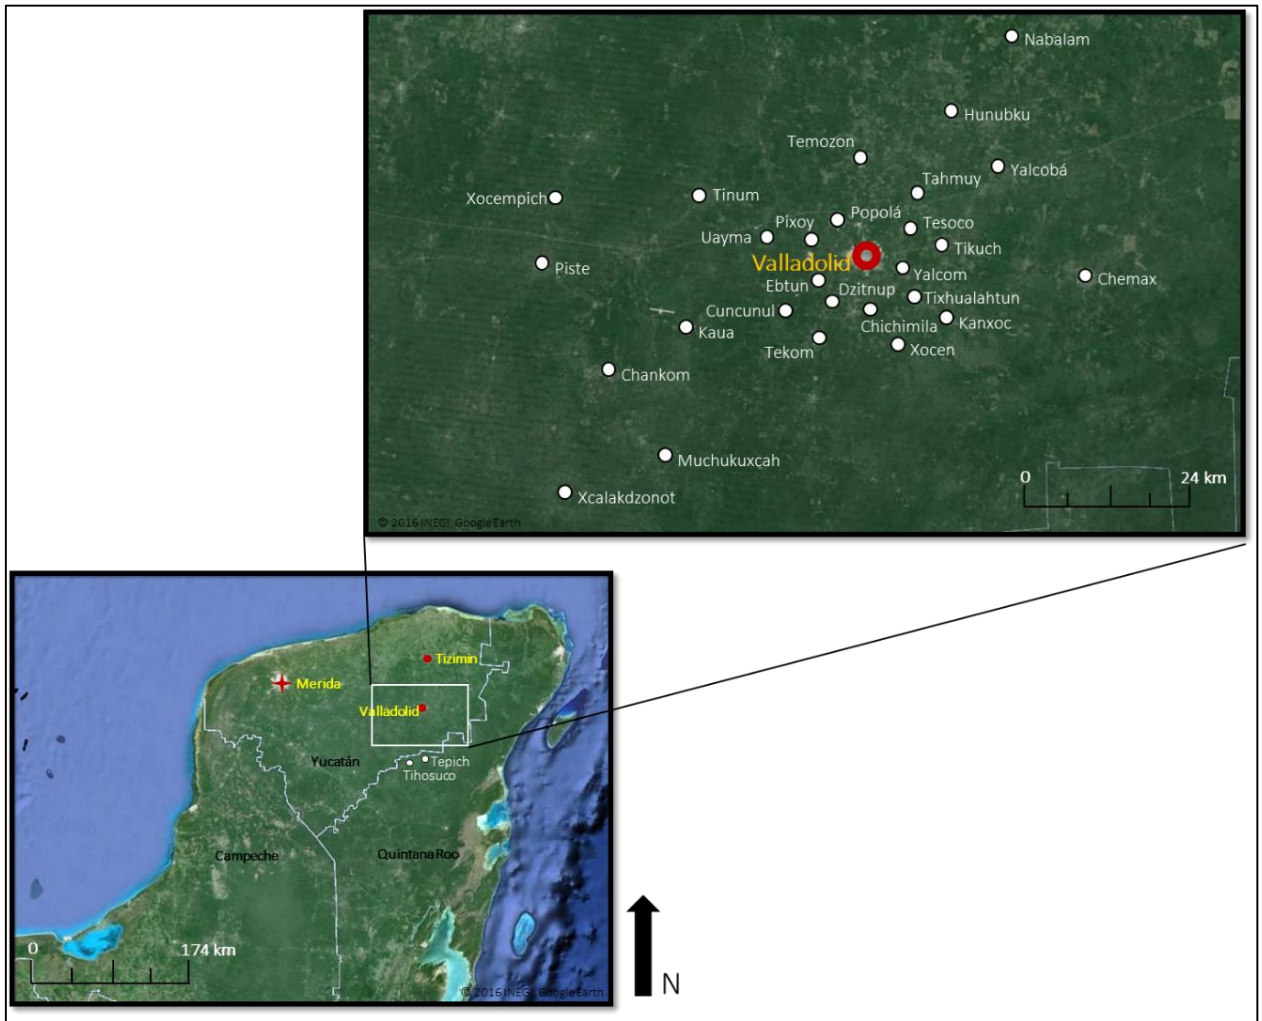 Nabalam
Hunubku
Temozon
Yalcobá
Tahmuy
Xocempich
Tinum
Popolá
Pixoy
Tesoco
Uayma
Tikuch
Valladolid
Piste
Yalcom
Chemax
Ebtun
Dzitnup
Tixhualahtun
Cuncunul
Chichimila
Kanxoc
Kaua
Tekom
Xocen
Chankom
Muchukuxcah
0 24 km
Xcalakdzonot
© 2016 INEGI, Google Earth
Tizimin
Merida
Valladolid
Yucatán
Tepich
Tihosuco
Campeche
Quintana Roo
0 174 km
N
© 2016 INEGI, Google Earth